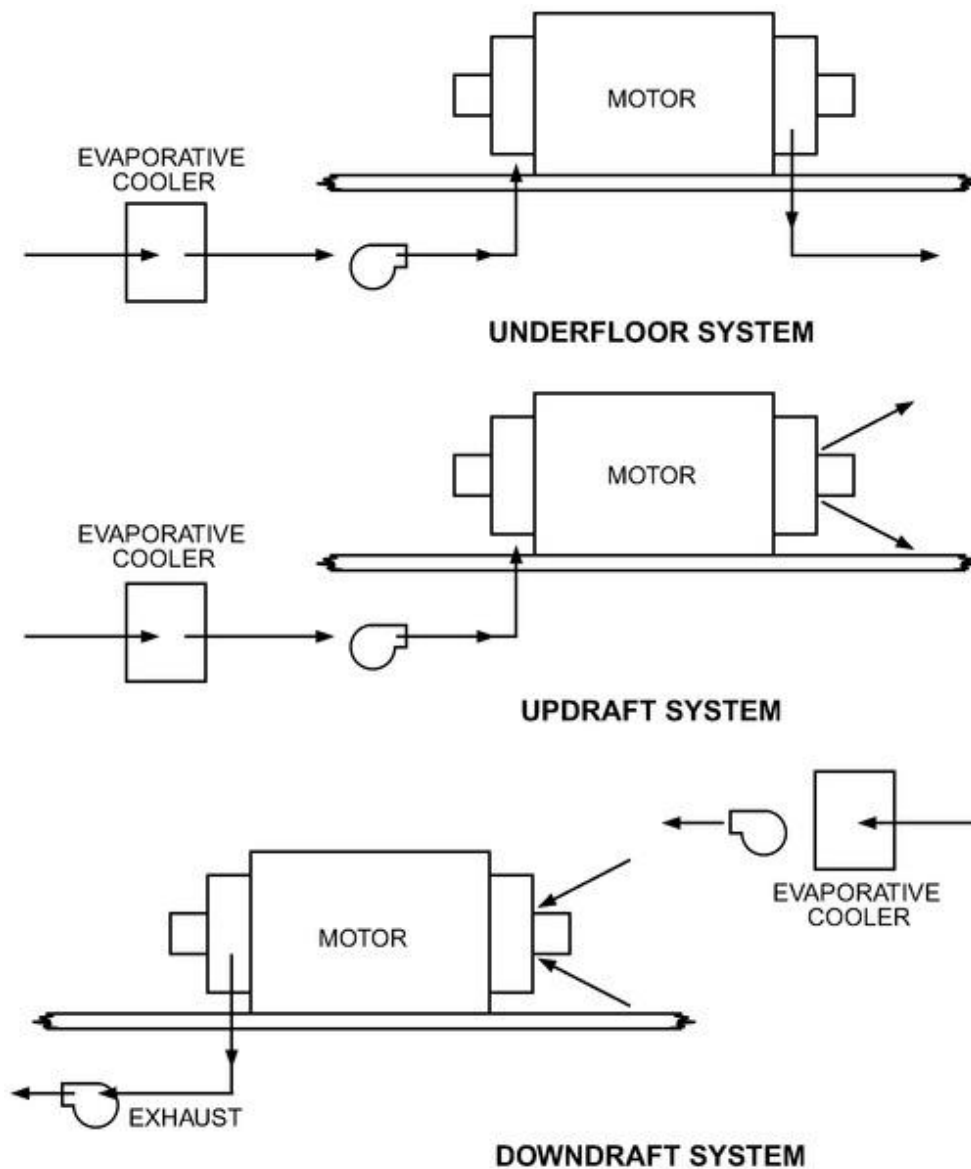 MOTOR
EVAPORATIVE
COOLER
UNDERFLOOR SYSTEM
MOTOR
EVAPORATIVE
COOLER
UPDRAFT SYSTEM
EVAPORATIVE
COOLER
MOTOR
EXHAUST
DOWNDRAFT SYSTEM